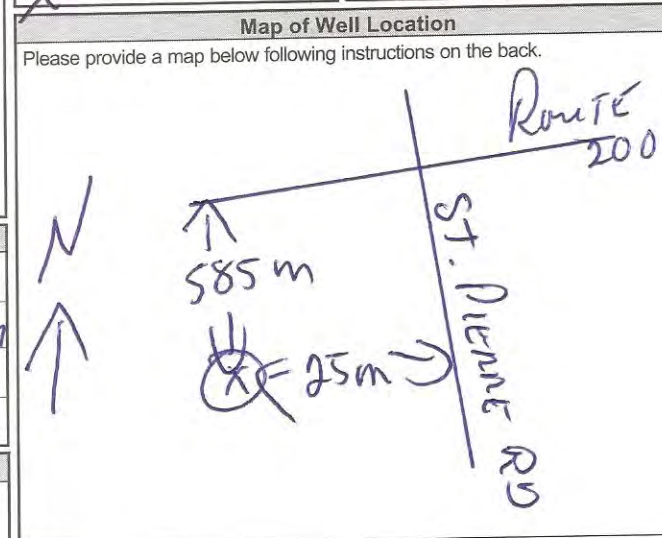 Map of Well Location
Please provide a map below following instructions on the back.
ROUTE
200
N
585 m
ST. PIERRE RD
25m